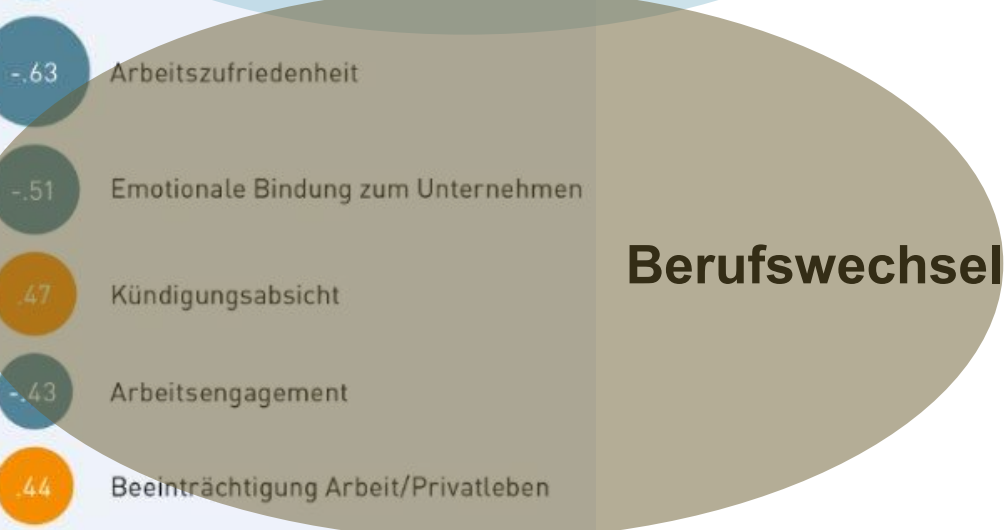 -.63 Arbeitszufriedenheit
-.51 Emotionale Bindung zum Unternehmen
Berufswechsel
.47 Kündigungsabsicht
-.43 Arbeitsengagement
.44 Beeinträchtigung Arbeit/Privatleben